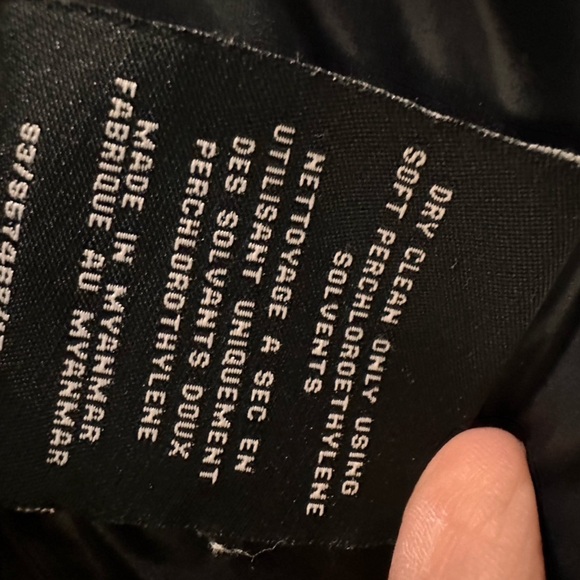 DRY CLEAN ONLY USING
SOFT PERCHLOROETHYLENE
SOLVENTS
NETTOYAGE A SEC EN
UTILISANT UNIQUEMENT
DES SOLVANTS DOUX
PERCHLOROTHYLENE
MADE IN MYANMAR
FABRIQUE AU MYANMAR